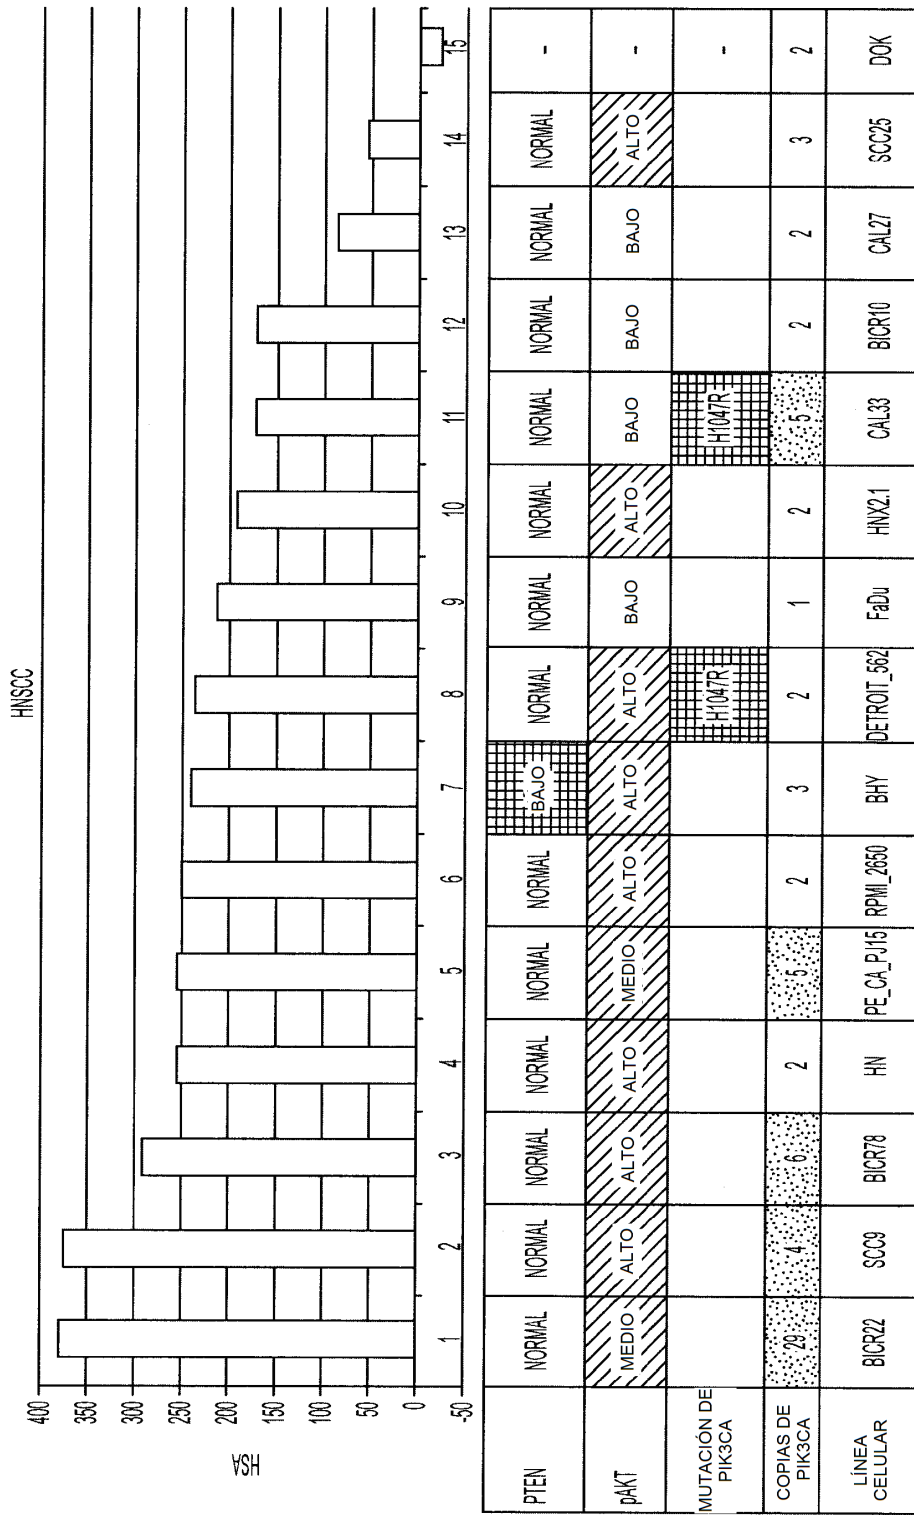 HNSCC
HSA
400
350
300
250
200
150
100
50
0
-50
1 2 3 4 5 6 7 8 9 10 11 12 13 14 15
PTEN NORMAL NORMAL NORMAL NORMAL NORMAL NORMAL BAJO NORMAL NORMAL NORMAL NORMAL NORMAL NORMAL NORMAL -
pAKT MEDIO ALTO ALTO ALTO MEDIO ALTO ALTO ALTO BAJO ALTO BAJO BAJO BAJO ALTO -
MUTACIÓN DE
PIK3CA H1047R H1047R -
COPIAS DE
PIK3CA 29 4 6 2 5 2 3 2 1 2 5 2 2 3 2
LÍNEA
CELULAR BICR22 SCC9 BICR78 HN PE_CA_PJ15 RPMI_2650 BHY DETROIT_562 FaDu HNX2.1 CAL33 BICR10 CAL27 SCC25 DOK